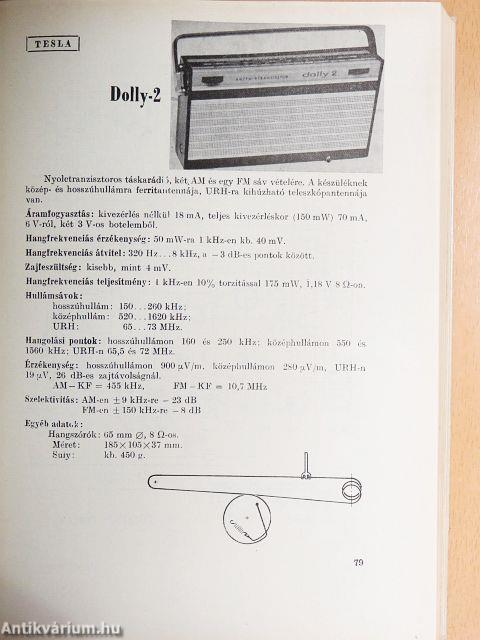 TESLA
dolly 2
Dolly-2
Nyolctranzisztoros táskarádió, két AM és egy FM sáv vételére. A készüléknek
közép- és hosszúhullámra ferritantennája, URH-ra kihúzható teleszkópantennája
van.
Áramfogyasztás: kivezérlés nélkül 18 mA, teljes kivezérléskor (150 mW) 70 mA,
6 V-ról, két 3 V-os botelemből.
Hangfrekvenciás érzékenység: 50 mW-ra 1 kHz-en kb. 40 mV.
Hangfrekvenciás átvitel: 320 Hz...8 kHz, a −3 dB-es pontok között.
Zajfeszültség: kisebb, mint 4 mV.
Hangfrekvenciás teljesítmény: 1 kHz-en 10% torzítással 175 mW, 1,18 V 8 Ω-on.
Hullámsávok:
hosszúhullám: 150...260 kHz;
középhullám: 520...1620 kHz;
URH: 65...73 MHz.
Hangolási pontok: hosszúhullámon 160 és 250 kHz; középhullámon 550 és
1560 kHz; URH-n 65,5 és 72 MHz.
Érzékenység: hosszúhullámon 900 μV/m, középhullámon 280 μV/m, URH-n
19 μV, 26 dB-es zajtávolságnál.
AM−KF = 455 kHz, FM−KF = 10,7 MHz
Szelektivitás: AM-en ±9 kHz-re −23 dB
FM-en ±150 kHz-re −8 dB
Egyéb adatok:
Hangszórók: 65 mm Ø, 8 Ω-os.
Méret: 185×105×37 mm.
Súly: kb. 450 g.
79
Antikvárium.hu